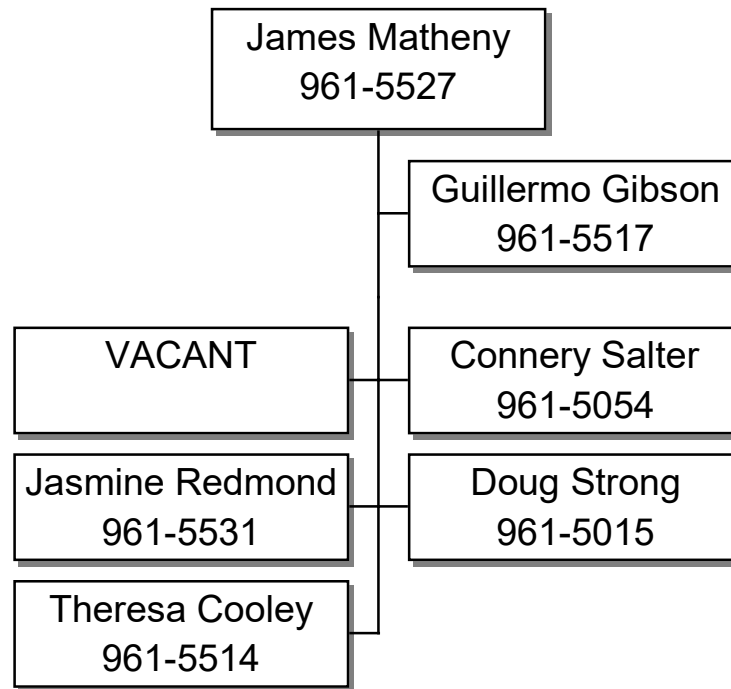 James Matheny
961-5527
Guillermo Gibson
961-5517
VACANT
Connery Salter
961-5054
Jasmine Redmond
961-5531
Doug Strong
961-5015
Theresa Cooley
961-5514